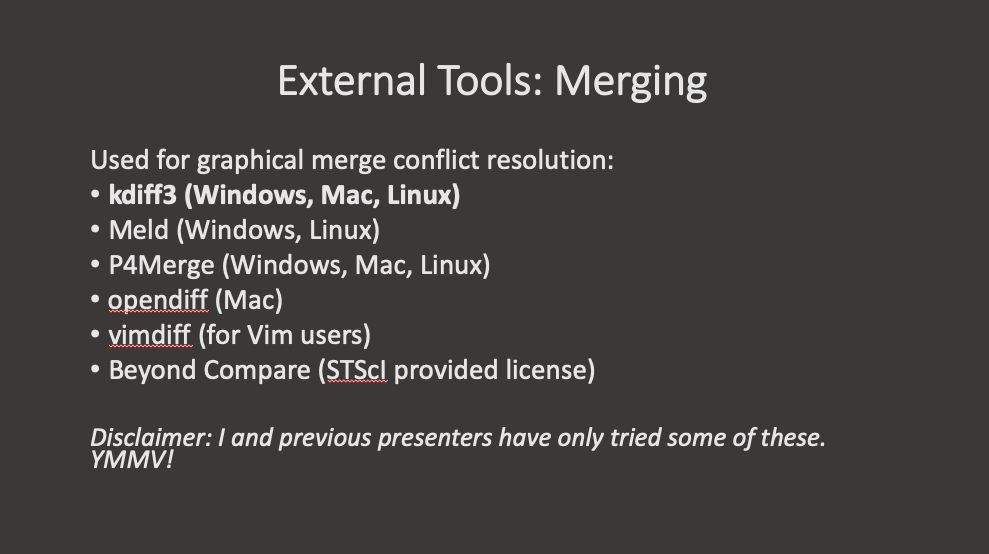 External Tools: Merging
Used for graphical merge conflict resolution:
• kdiff3 (Windows, Mac, Linux)
• Meld (Windows, Linux)
• P4Merge (Windows, Mac, Linux)
• opendiff (Mac)
• vimdiff (for Vim users)
• Beyond Compare (STScI provided license)
Disclaimer: I and previous presenters have only tried some of these.
YMMV!